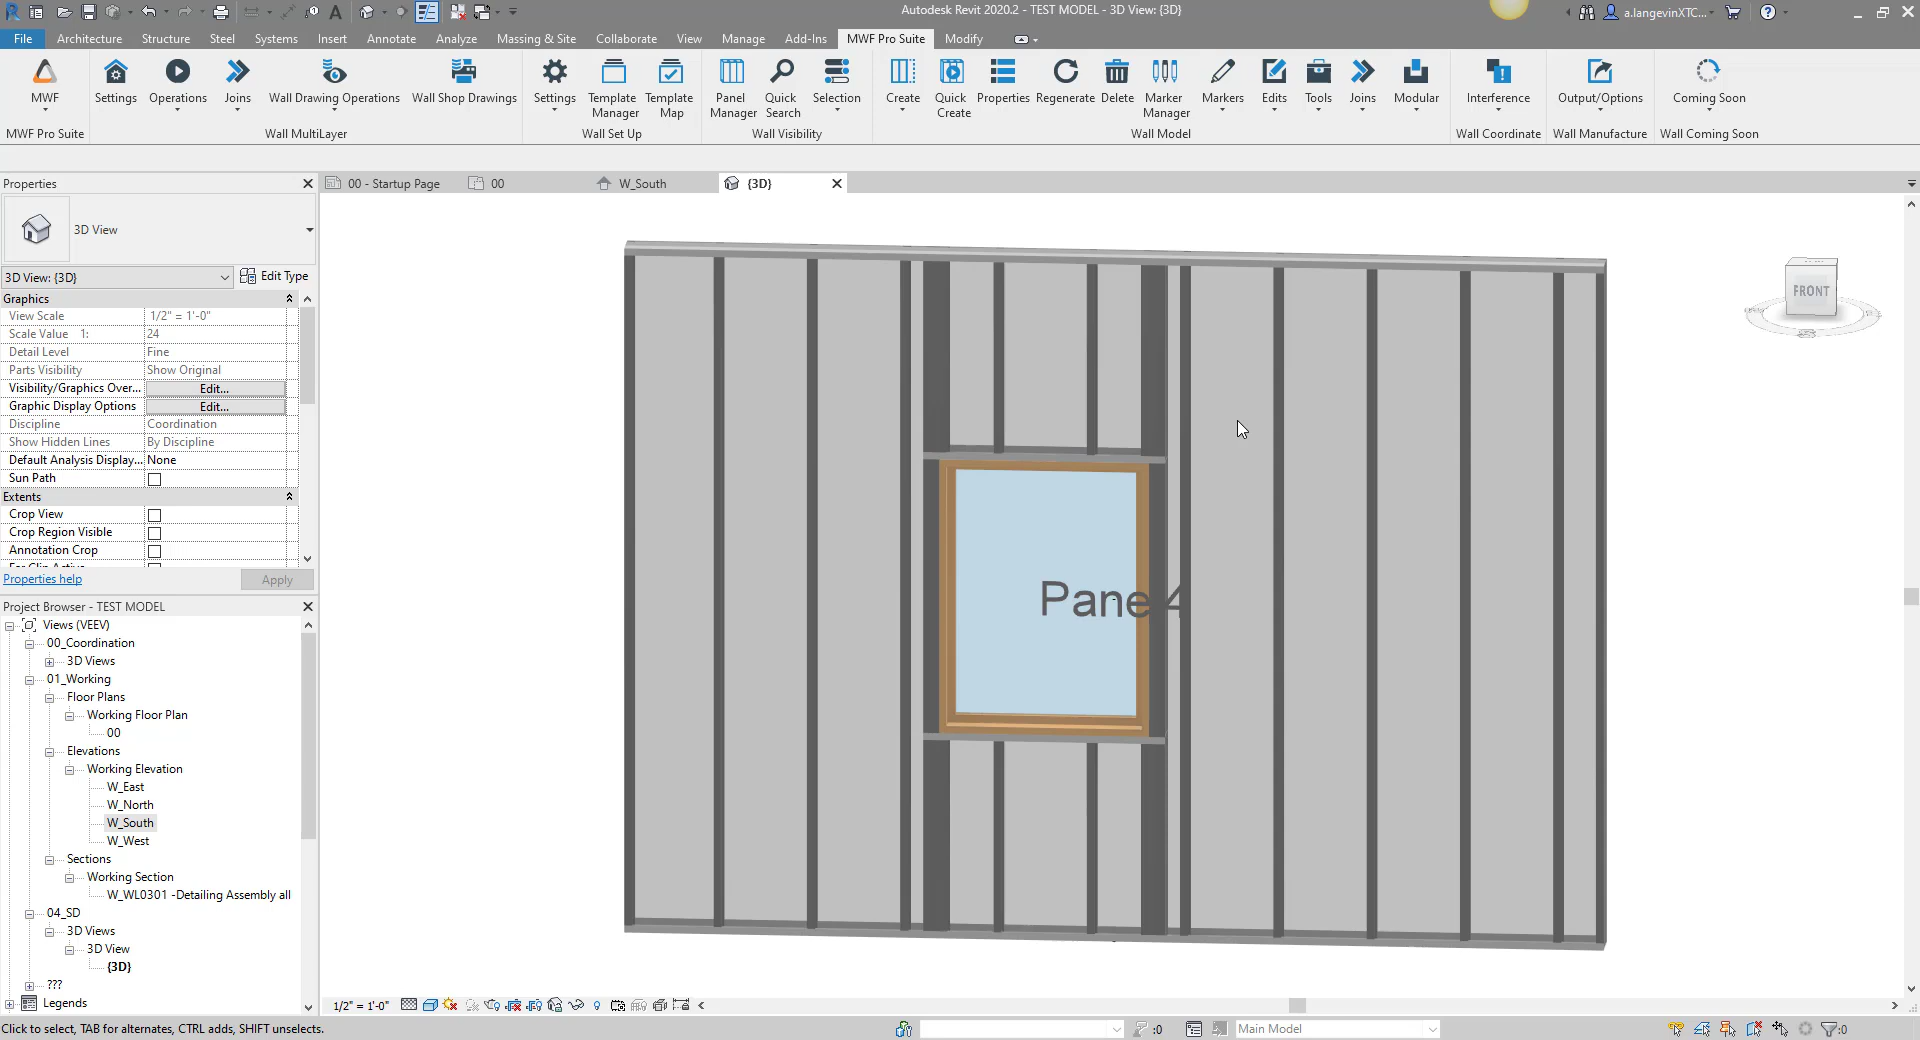 Autodesk Revit 2020.2 - TEST MODEL - 3D View: {3D}
a.langevinXTC...
File Architecture Structure Steel Systems Insert Annotate Analyze Massing & Site Collaborate View Manage Add-Ins MWF Pro Suite Modify
MWF Settings Operations Joins Wall Drawing Operations Wall Shop Drawings Settings Template Manager Template Map Panel Manager Quick Search Selection Create Quick Create Properties Regenerate Delete Marker Manager Markers Edits Tools Joins Modular Interference Output/Options Coming Soon
MWF Pro Suite Wall MultiLayer Wall Set Up Wall Visibility Wall Model Wall Coordinate Wall Manufacture Wall Coming Soon
Properties
00 - Startup Page 00 W_South {3D}
3D View
3D View: {3D} Edit Type
Graphics
View Scale 1/2" = 1'-0"
Scale Value 1: 24
Detail Level Fine
Parts Visibility Show Original
Visibility/Graphics Over... Edit...
Graphic Display Options Edit...
Discipline Coordination
Show Hidden Lines By Discipline
Default Analysis Display... None
Sun Path
Extents
Crop View
Crop Region Visible
Annotation Crop
Properties help Apply
Project Browser - TEST MODEL
Views (VEEV)
00_Coordination
3D Views
01_Working
Floor Plans
Working Floor Plan
00
Elevations
Working Elevation
W_East
W_North
W_South
W_West
Sections
Working Section
W_WL0301 -Detailing Assembly all
04_SD
3D Views
3D View
{3D}
???
Legends
FRONT
Pane 4
1/2" = 1'-0"
Click to select, TAB for alternates, CTRL adds, SHIFT unselects.
:0
Main Model
:0